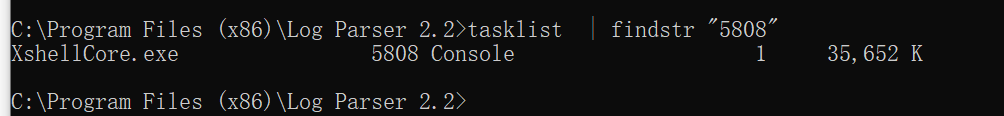 C:\Program Files (x86)\Log Parser 2.2>tasklist  | findstr "5808"
XshellCore.exe                5808 Console                    1     35,652 K
C:\Program Files (x86)\Log Parser 2.2>